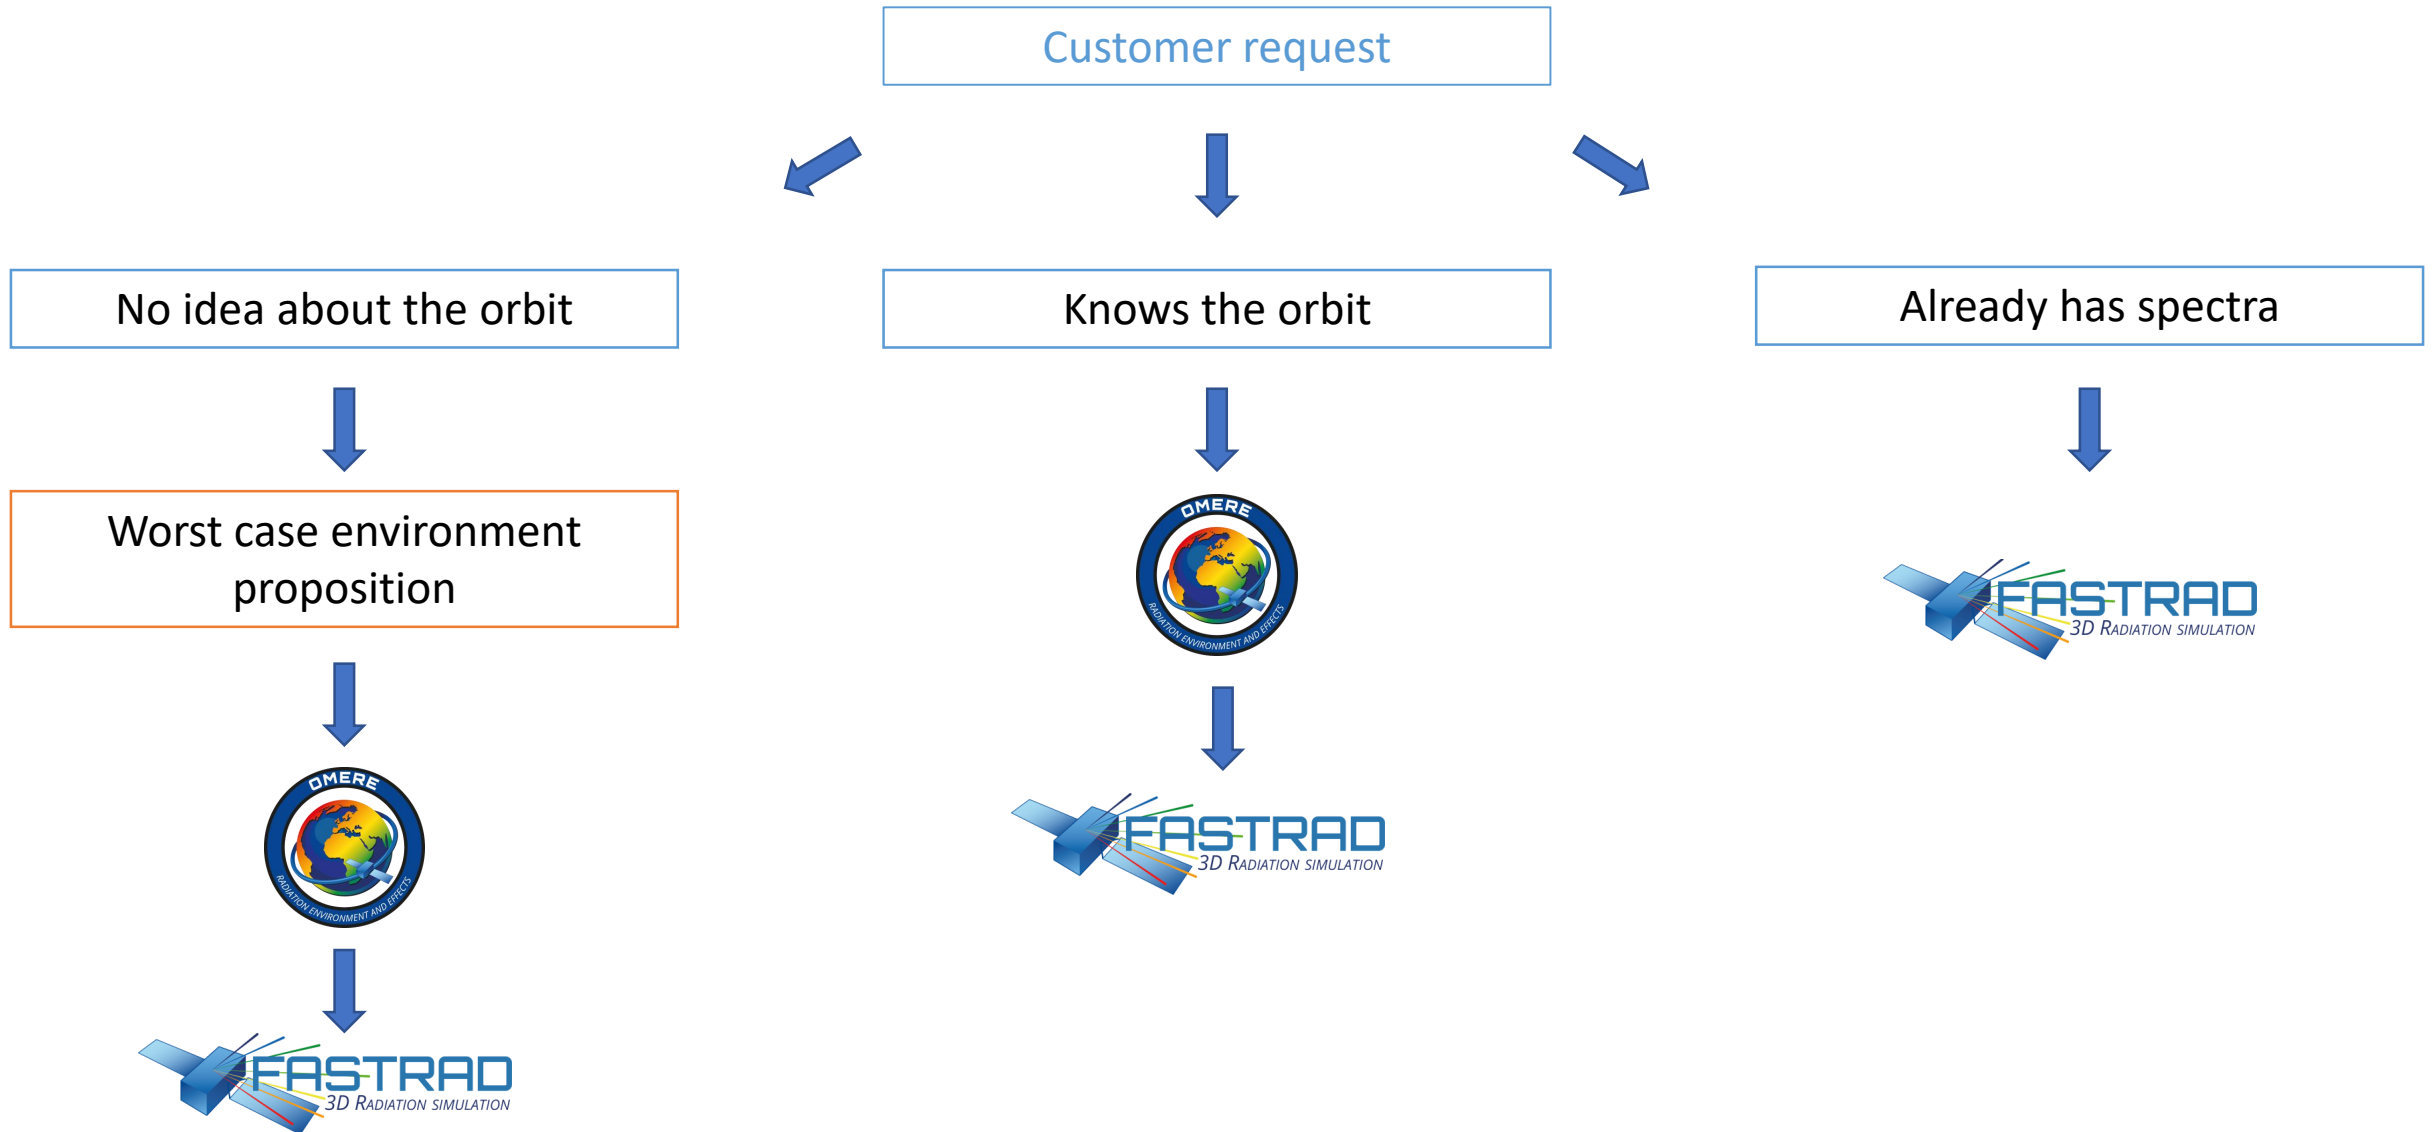 Customer request
No idea about the orbit
Knows the orbit
Already has spectra
Worst case environment
proposition
OMERE
RADIATION ENVIRONMENT AND EFFECTS
FASTRAD
3D RADIATION SIMULATION
OMERE
RADIATION ENVIRONMENT AND EFFECTS
FASTRAD
3D RADIATION SIMULATION
FASTRAD
3D RADIATION SIMULATION